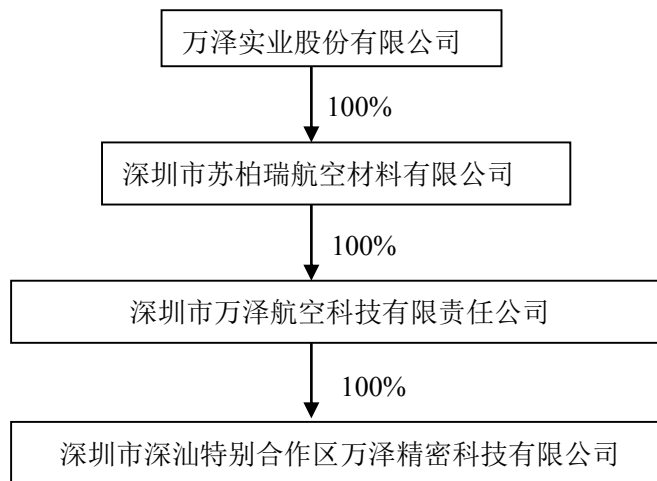 万泽实业股份有限公司
100%
深圳市苏柏瑞航空材料有限公司
100%
深圳市万泽航空科技有限责任公司
100%
深圳市深汕特别合作区万泽精密科技有限公司